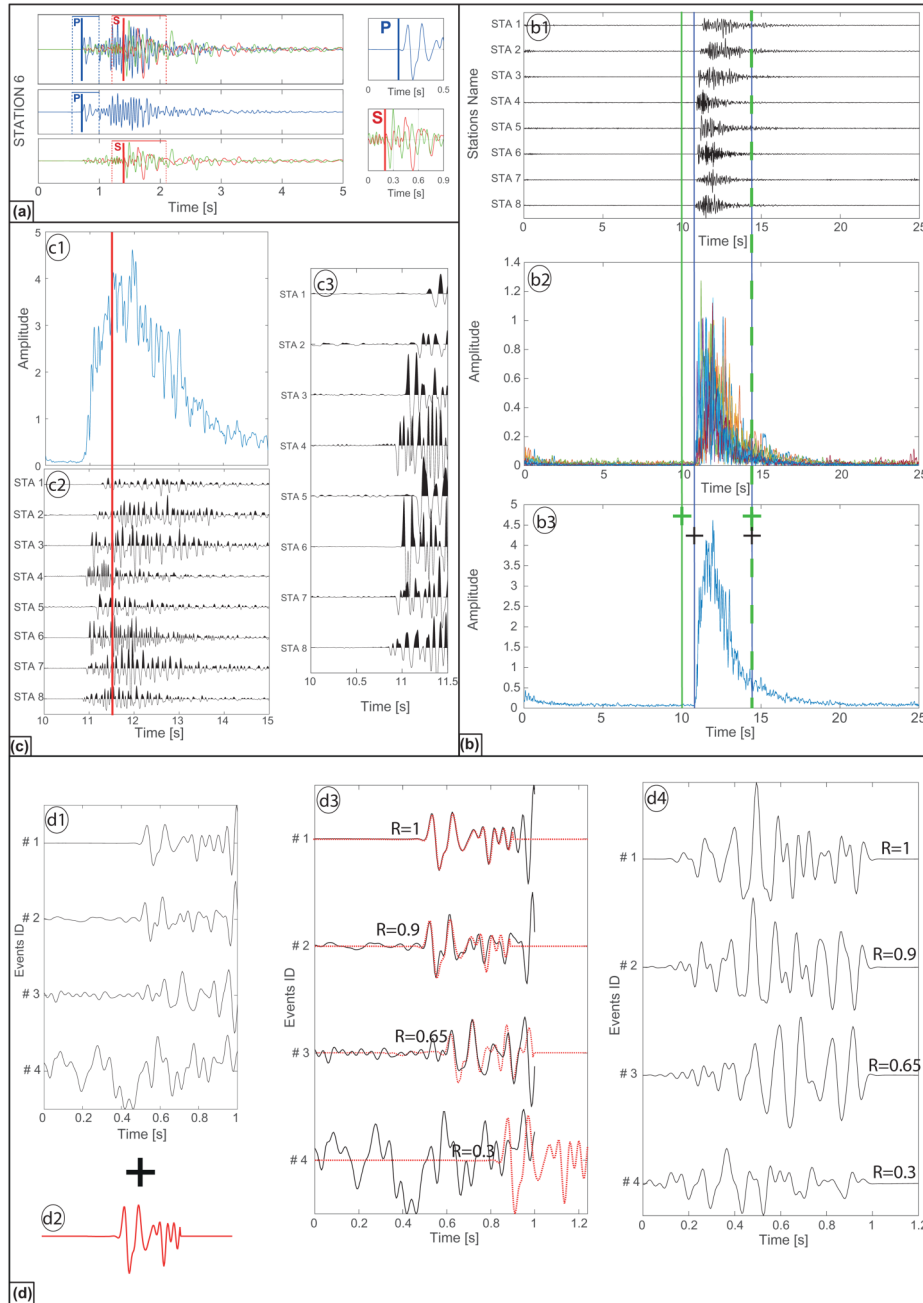 STATION 6
P
S
P
S
0 1 2 3 4 5
Time [s]
(a)
P
0 0.5
Time [s]
S
0 0.3 0.6 0.9
Time [s]
b1
Stations Name
STA 1
STA 2
STA 3
STA 4
STA 5
STA 6
STA 7
STA 8
0 5 10 15 20 25
Time [s]
b2
Amplitude
1.4
1.2
1.0
0.8
0.6
0.4
0.2
0
0 5 10 15 20 25
Time [s]
b3
Amplitude
5
4.5
4
3.5
3
2.5
2
1.5
1
0.5
0
0 5 10 15 20 25
Time [s]
(b)
c1
Amplitude
5
4
3
2
1
0
c2
STA 1
STA 2
STA 3
STA 4
STA 5
STA 6
STA 7
STA 8
10 11 12 13 14 15
Time [s]
c3
STA 1
STA 2
STA 3
STA 4
STA 5
STA 6
STA 7
STA 8
10 10.5 11 11.5
Time [s]
(c)
d1
Events ID
# 1
# 2
# 3
# 4
0 0.2 0.4 0.6 0.8 1
Time [s]
+
d2
d3
Events ID
# 1
R=1
# 2
R=0.9
# 3
R=0.65
# 4
R=0.3
0 0.2 0.4 0.6 0.8 1 1.2
Time [s]
d4
Events ID
# 1
R=1
# 2
R=0.9
# 3
R=0.65
# 4
R=0.3
0 0.2 0.4 0.6 0.8 1 1.2
Time [s]
(d)